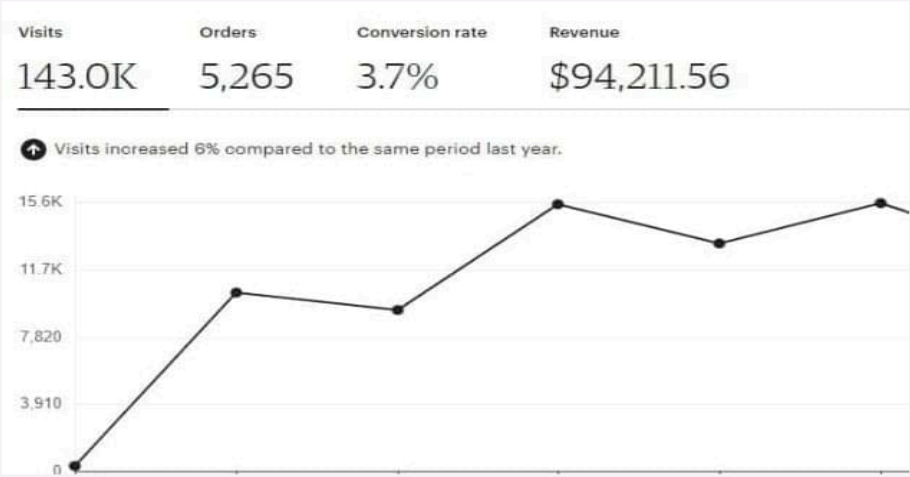 Visits Orders Conversion rate Revenue
143.0K 5,265 3.7% $94,211.56
Visits increased 6% compared to the same period last year.
15.6K
11.7K
7,820
3,910
0